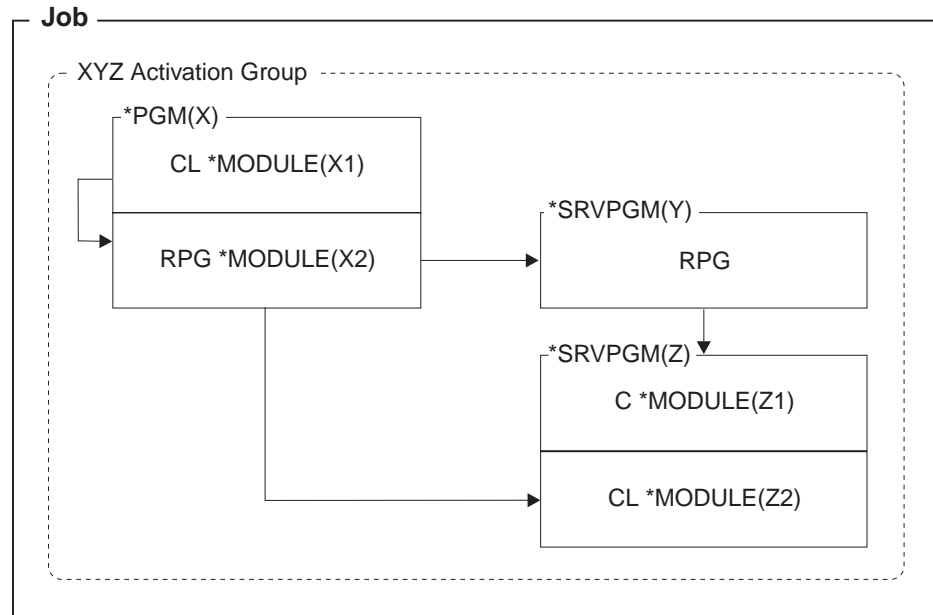 Job
XYZ Activation Group
*PGM(X)
CL *MODULE(X1)
RPG *MODULE(X2)
*SRVPGM(Y)
RPG
*SRVPGM(Z)
C *MODULE(Z1)
CL *MODULE(Z2)